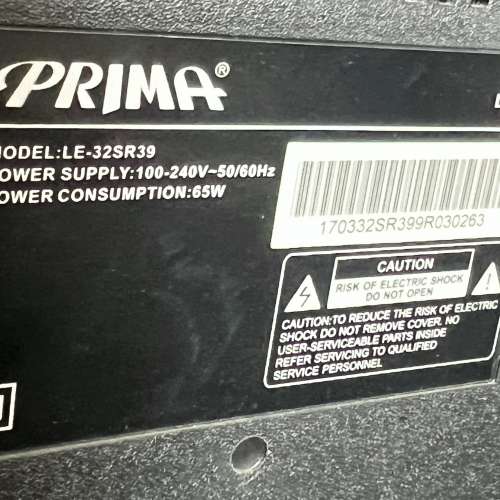 PRIMA®
MODEL:LE-32SR39
POWER SUPPLY:100-240V~50/60Hz
POWER CONSUMPTION:65W
170332SR399R030263
CAUTION
RISK OF ELECTRIC SHOCK
DO NOT OPEN
CAUTION:TO REDUCE THE RISK OF ELECTRIC
SHOCK DO NOT REMOVE COVER. NO
USER-SERVICEABLE PARTS INSIDE
REFER SERVICING TO QUALIFIED
SERVICE PERSONNEL